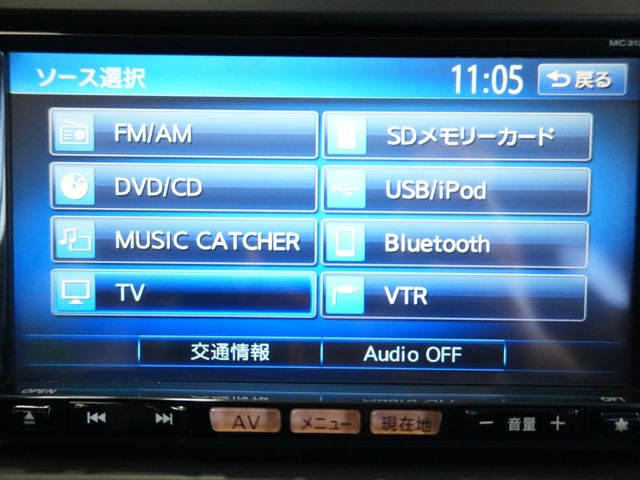 MC31
ソース選択 11:05 戻る
FM/AM SDメモリーカード
DVD/CD USB/iPod
MUSIC CATCHER Bluetooth
TV VTR
交通情報 Audio OFF
OPEN
AV メニュー 現在地 − 音量 +